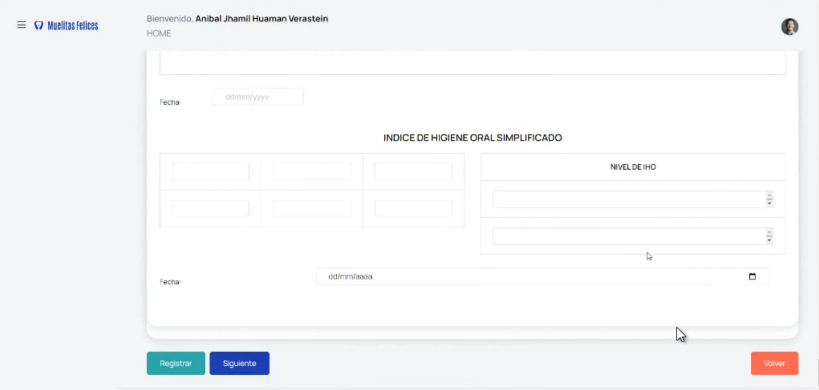 Muelitas Felices
Bienvenido, Anibal Jhamil Huaman Verastein
HOME
Fecha:
dd/mm/yyyy
INDICE DE HIGIENE ORAL SIMPLIFICADO
NIVEL DE IHO
Fecha:
dd/mm/aaaa
Registrar
Siguiente
Volver